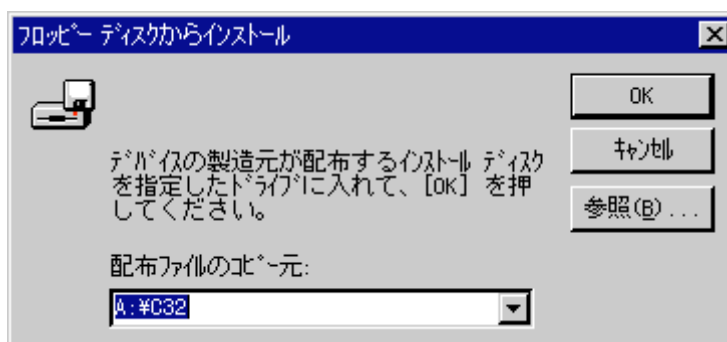 フロッピー ディスクからインストール
OK
デバイスの製造元が配布するインストール ディスク
を指定したドライブに入れて、[OK] を押
してください。
キャンセル
参照(B)...
配布ファイルのコピー元:
A:¥C32